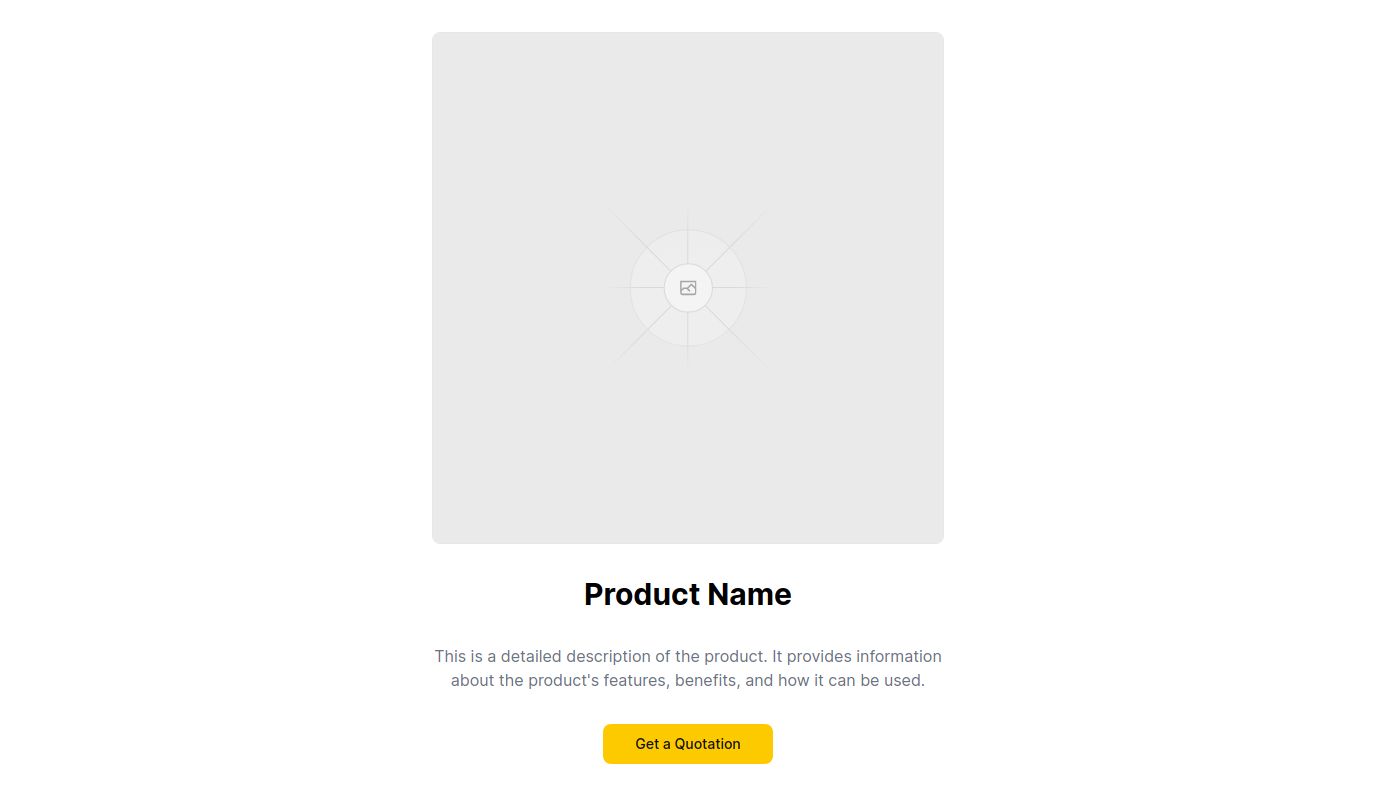 Product Name
This is a detailed description of the product. It provides information
about the product's features, benefits, and how it can be used.
Get a Quotation